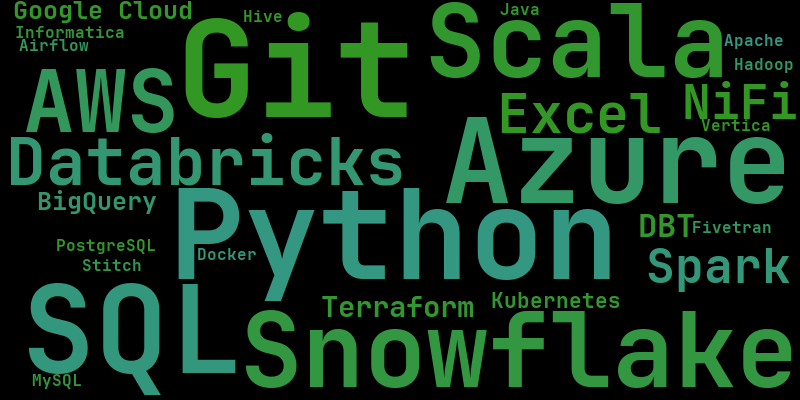 Google Cloud
Hive
Java
Informatica
Airflow
Git
Scala
Apache
Hadoop
AWS
Excel
NiFi
Vertica
Databricks
Azure
BigQuery
Python
DBT
Fivetran
PostgreSQL
Docker
Stitch
Spark
SQL
Terraform
Kubernetes
Snowflake
MySQL